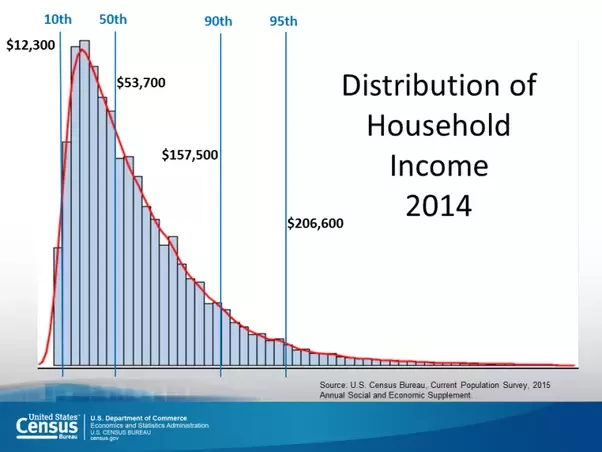 10th 50th 90th 95th
$12,300
$53,700
$157,500
$206,600
Distribution of
Household
Income
2014
Source: U.S. Census Bureau, Current Population Survey, 2015
Annual Social and Economic Supplement.
United States
Census
Bureau
U.S. Department of Commerce
Economics and Statistics Administration
U.S. CENSUS BUREAU
census.gov